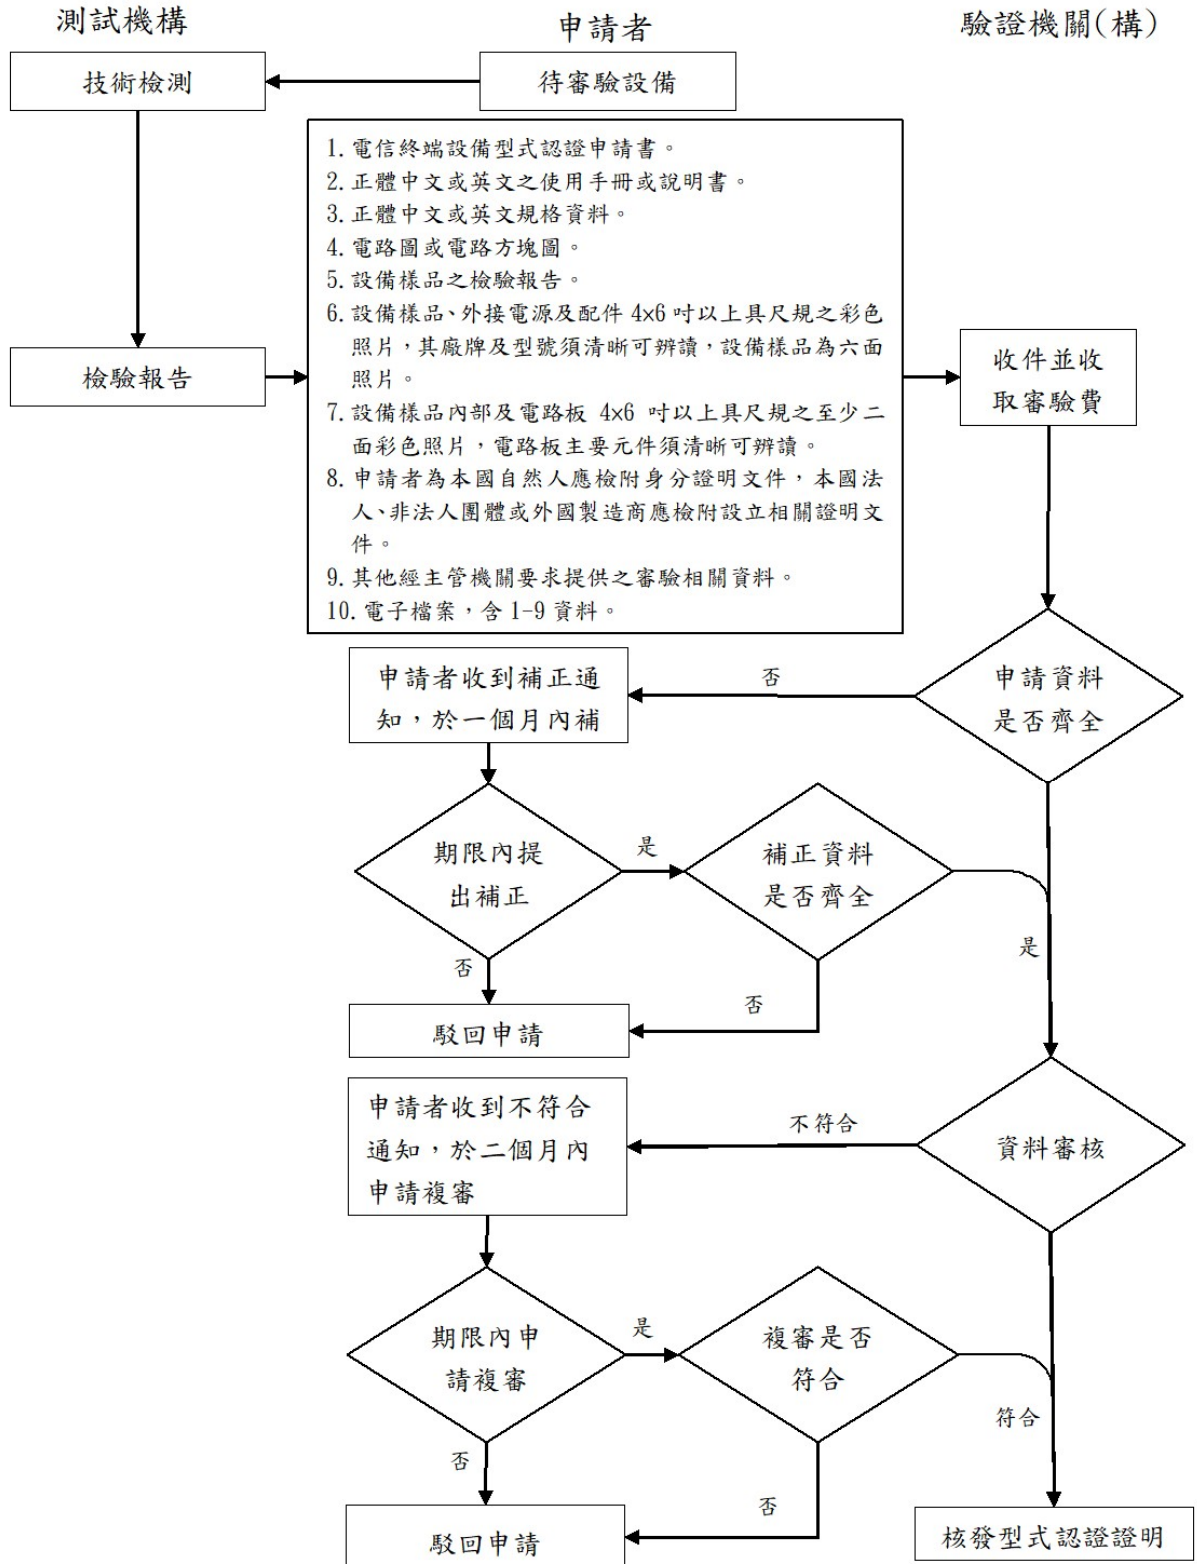 測試機構
申請者
驗證機關(構)
技術檢測
待審驗設備
1. 電信終端設備型式認證申請書。
2. 正體中文或英文之使用手冊或說明書。
3. 正體中文或英文規格資料。
4. 電路圖或電路方塊圖。
5. 設備樣品之檢驗報告。
6. 設備樣品、外接電源及配件 4×6 吋以上具尺規之彩色
照片，其廠牌及型號須清晰可辨讀，設備樣品為六面
照片。
7. 設備樣品內部及電路板 4×6 吋以上具尺規之至少二
面彩色照片，電路板主要元件須清晰可辨讀。
8. 申請者為本國自然人應檢附身分證明文件，本國法
人、非法人團體或外國製造商應檢附設立相關證明文
件。
9. 其他經主管機關要求提供之審驗相關資料。
10. 電子檔案，含 1-9 資料。
檢驗報告
收件並收
取審驗費
申請者收到補正通
知，於一個月內補
否
申請資料
是否齊全
期限內提
出補正
是
補正資料
是否齊全
是
否
否
駁回申請
申請者收到不符合
通知，於二個月內
申請複審
不符合
資料審核
期限內申
請複審
是
複審是否
符合
符合
否
否
駁回申請
核發型式認證證明